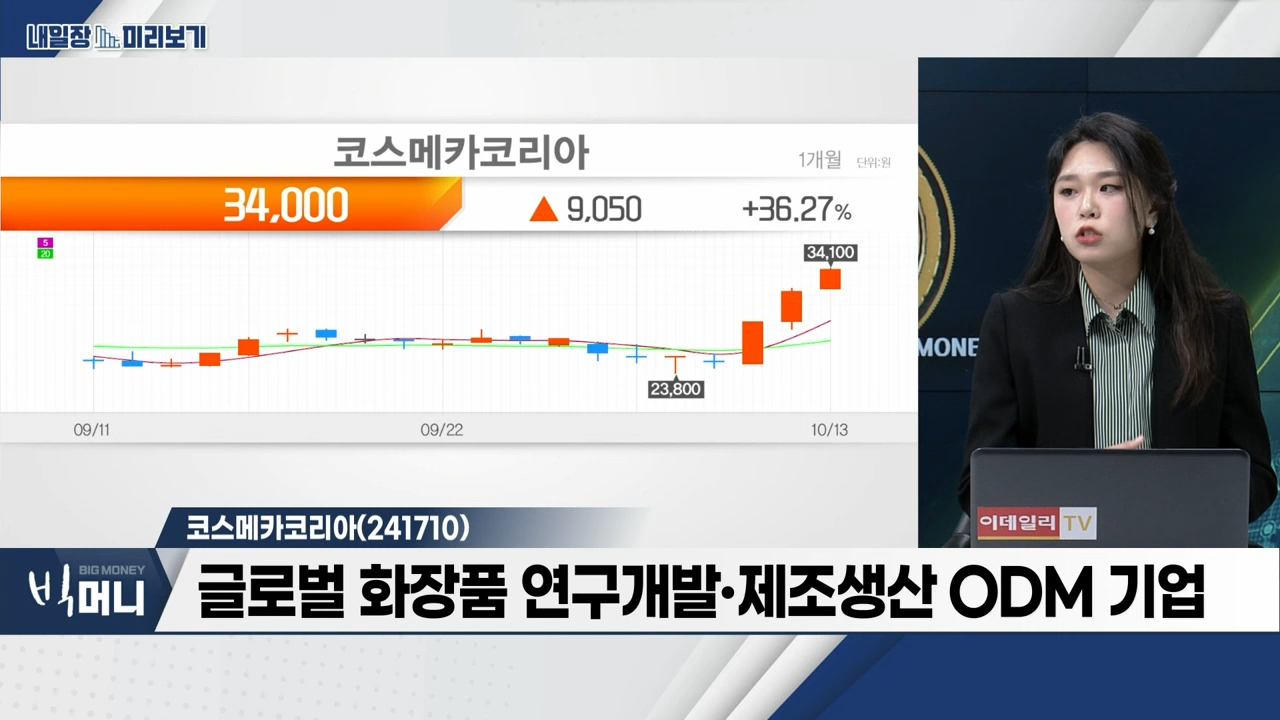 내일장 미리보기
코스메카코리아
1개월 단위:원
34,000 ▲ 9,050 +36.27%
5
20
34,100
23,800
09/11 09/22 10/13
MONE
이데일리TV
코스메카코리아(241710)
BIG MONEY
빅머니
글로벌 화장품 연구개발·제조생산 ODM 기업